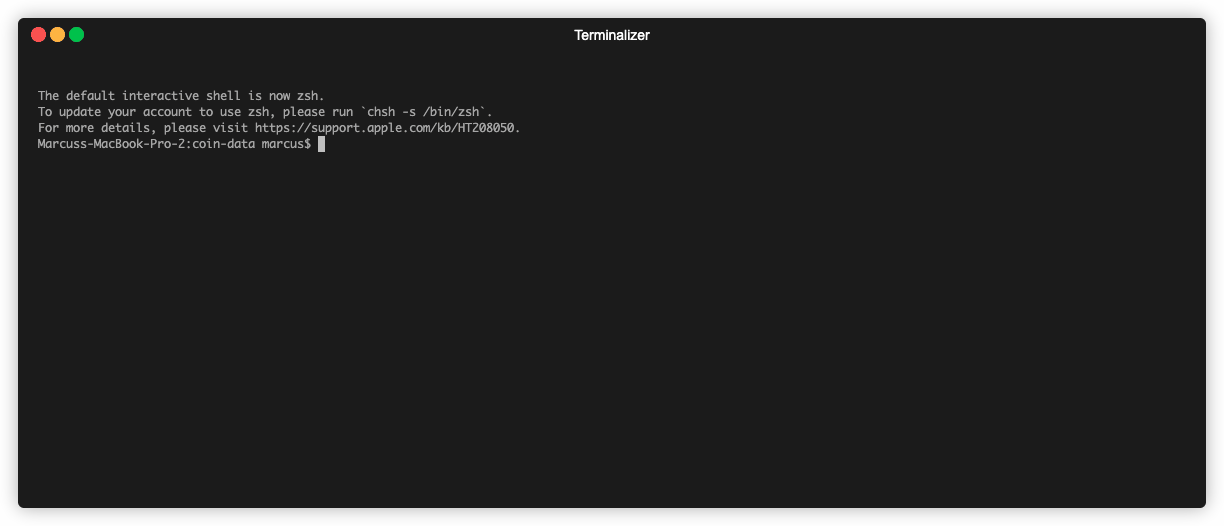 Terminalizer
The default interactive shell is now zsh.
To update your account to use zsh, please run `chsh -s /bin/zsh`.
For more details, please visit https://support.apple.com/kb/HT208050.
Marcuss-MacBook-Pro-2:coin-data marcus$